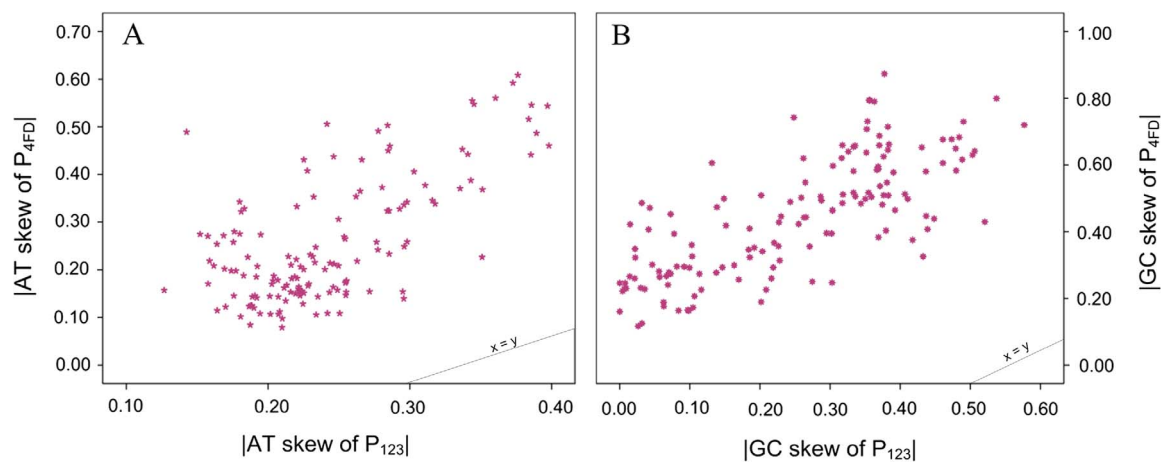 A
0.70
0.60
0.50
0.40
0.30
0.20
0.10
0.00
|AT skew of P4FD|
x = y
0.10 0.20 0.30 0.40
|AT skew of P123|
B
1.00
0.80
0.60
0.40
0.20
0.00
|GC skew of P4FD|
x = y
0.00 0.10 0.20 0.30 0.40 0.50 0.60
|GC skew of P123|